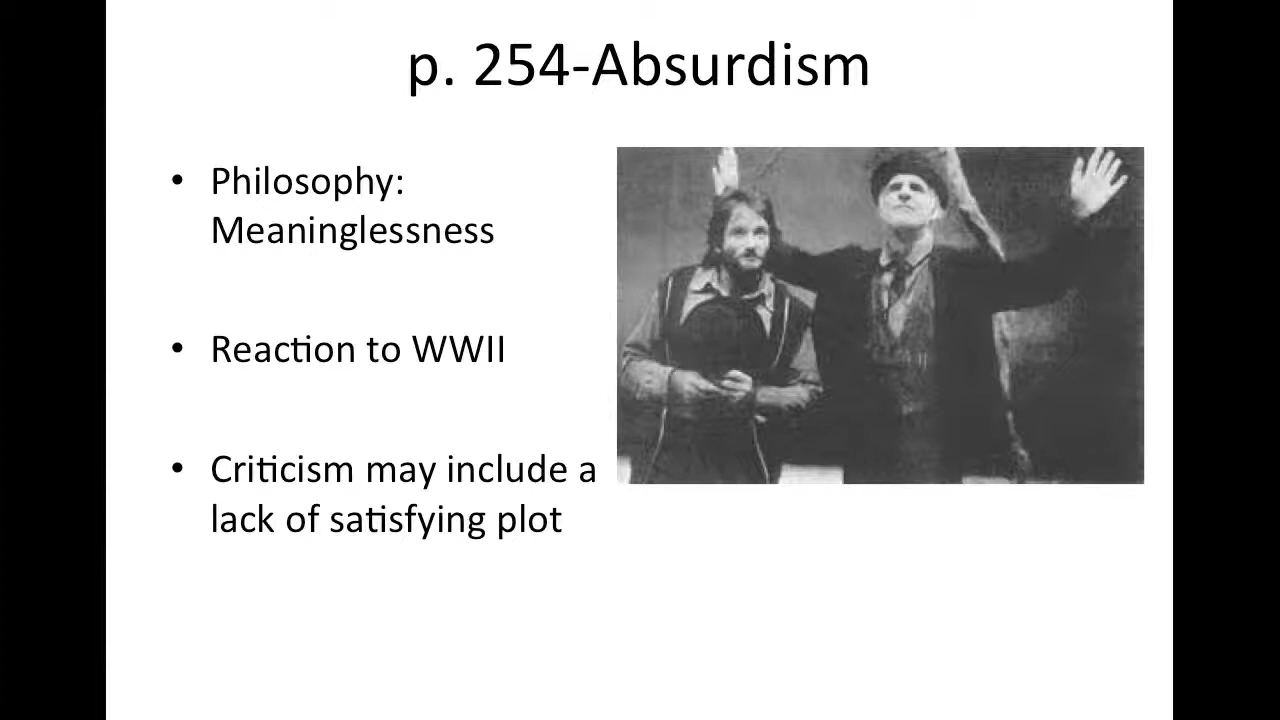 p. 254-Absurdism
• Philosophy:
Meaninglessness
• Reaction to WWII
• Criticism may include a
lack of satisfying plot